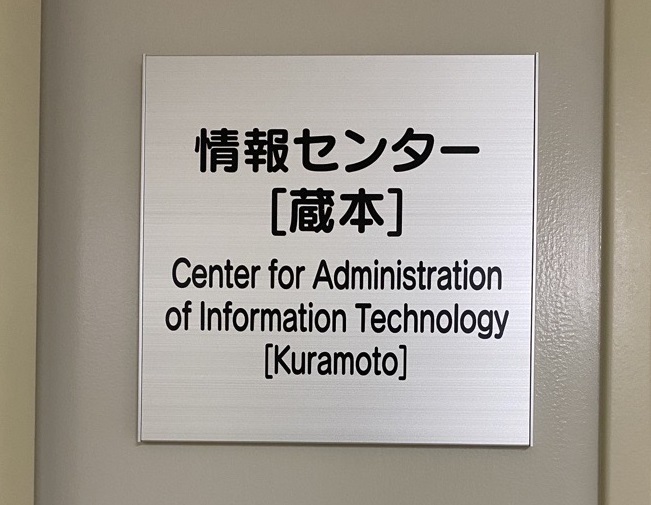 情報センター
[蔵本]
Center for Administration
of Information Technology
[Kuramoto]